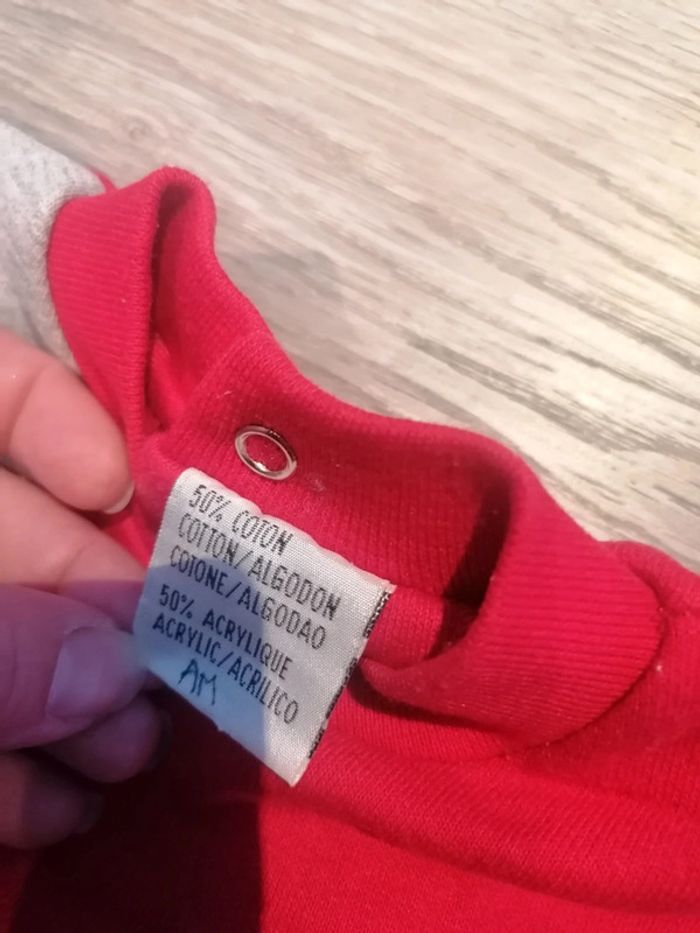 50% COTON
COTTON/ALGODON
COTONE/ALGODAO
50% ACRYLIQUE
ACRYLIC/ACRILICO
AM